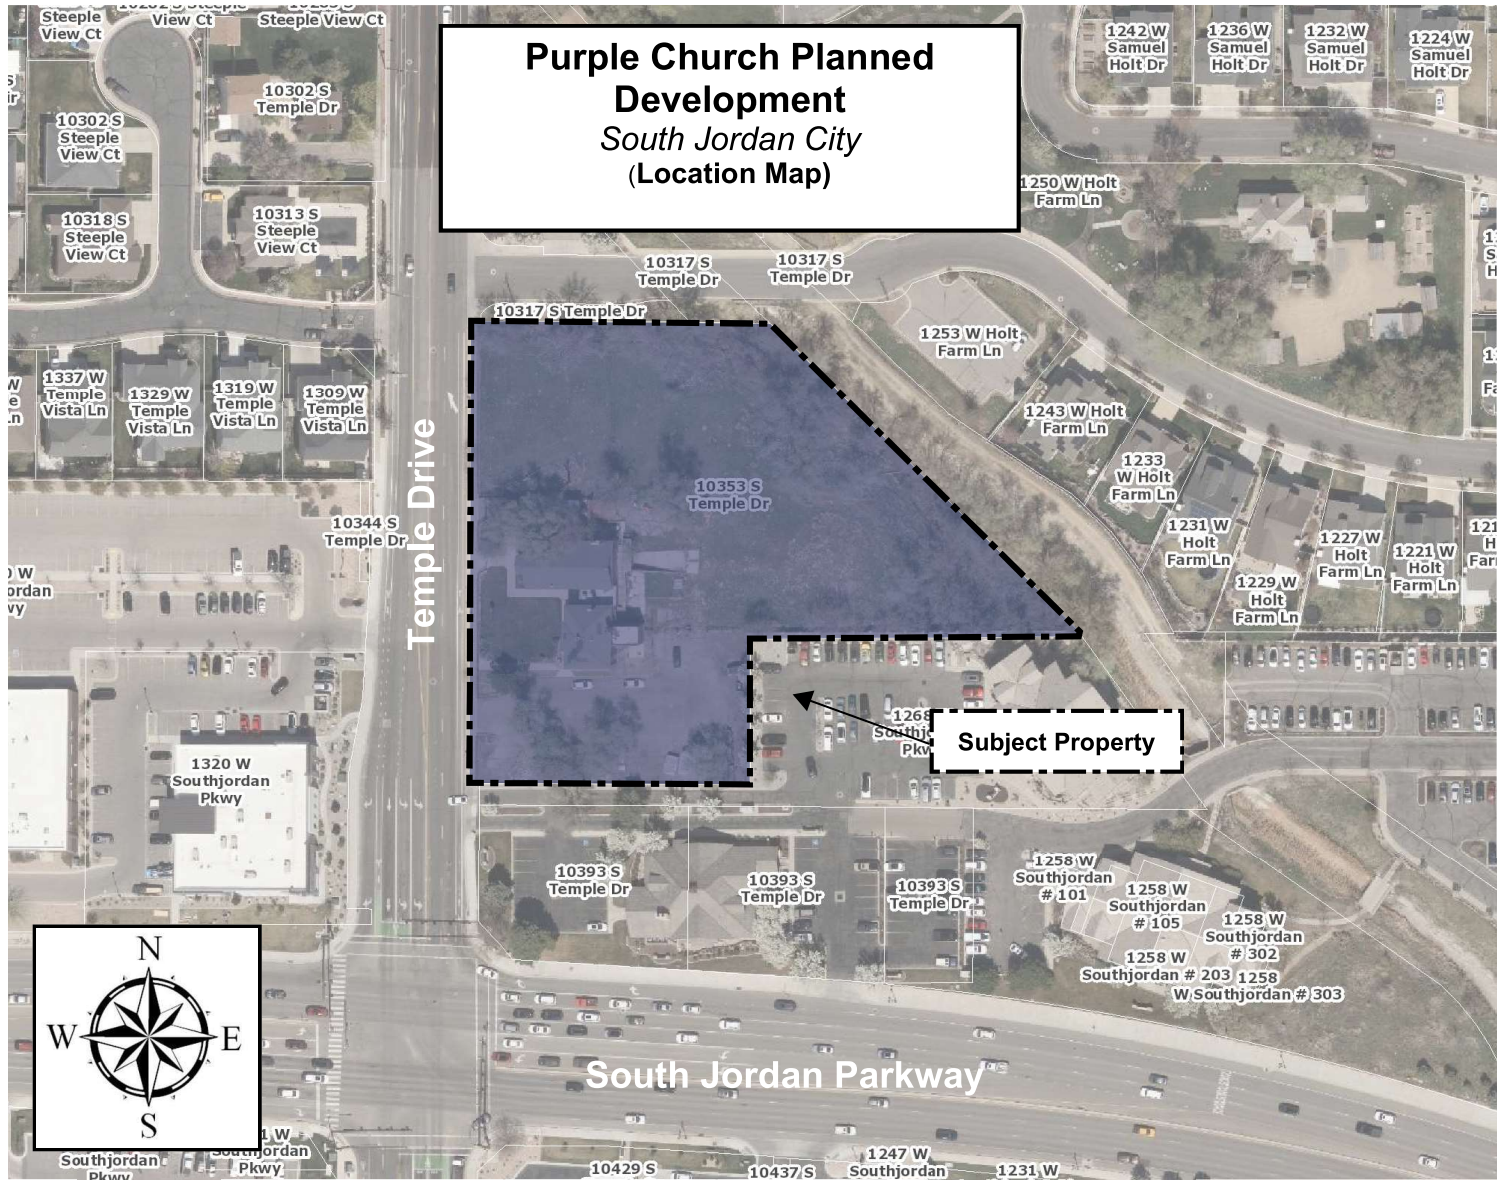 Steeple
View Ct
View Ct
Steeple View Ct
Purple Church Planned
Development
South Jordan City
(Location Map)
1242 W
Samuel
Holt Dr
1236 W
Samuel
Holt Dr
1232 W
Samuel
Holt Dr
1224 W
Samuel
Holt Dr
10302 S
Temple Dr
10302 S
Steeple
View Ct
1250 W Holt
Farm Ln
10318 S
Steeple
View Ct
10313 S
Steeple
View Ct
10317 S
Temple Dr
10317 S
Temple Dr
10317 S Temple Dr
1253 W Holt
Farm Ln
1337 W
Temple
Vista Ln
1329 W
Temple
Vista Ln
1319 W
Temple
Vista Ln
1309 W
Temple
Vista Ln
1243 W Holt
Farm Ln
Temple Drive
1233
W Holt
Farm Ln
10353 S
Temple Dr
10344 S
Temple Dr
1231 W
Holt
Farm Ln
1227 W
Holt
Farm Ln
1221 W
Holt
Farm Ln
1229 W
Holt
Farm Ln
1268
Subject Property
1320 W
Southjordan
Pkwy
10393 S
Temple Dr
10393 S
Temple Dr
10393 S
Temple Dr
1258 W
Southjordan
# 101
1258 W
Southjordan
# 105
1258 W
Southjordan
# 302
1258 W
Southjordan # 203
1258
W Southjordan # 303
N
W
E
S
South Jordan Parkway
Southjordan
Pkwy
Pkwy
10429 S
10437 S
1247 W
Southjordan
1231 W